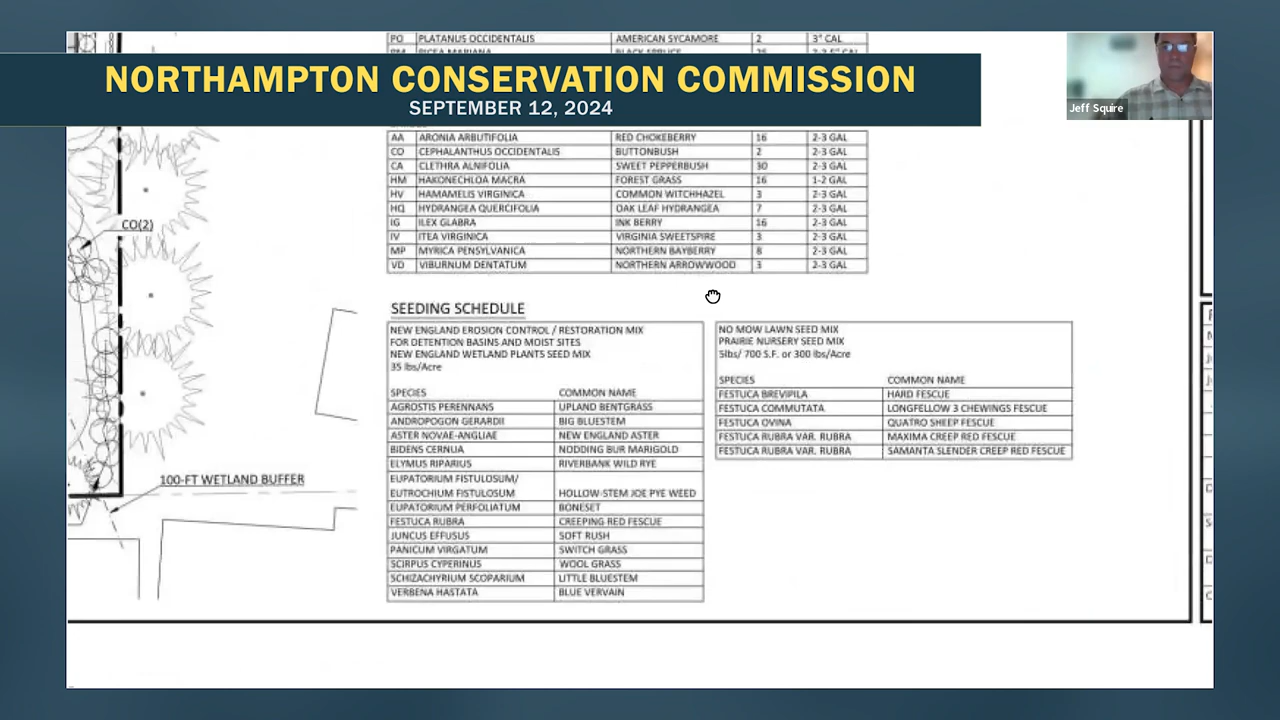 PO PLATANUS OCCIDENTALIS AMERICAN SYCAMORE 2 3" CAL
NORTHAMPTON CONSERVATION COMMISSION
SEPTEMBER 12, 2024
Jeff Squire
AA ARONIA ARBUTIFOLIA RED CHOKEBERRY 16 2-3 GAL
CO CEPHALANTHUS OCCIDENTALIS BUTTONBUSH 2 2-3 GAL
CA CLETHRA ALNIFOLIA SWEET PEPPERBUSH 30 2-3 GAL
HM HAKONECHLOA MACRA FOREST GRASS 16 1-2 GAL
HV HAMAMELIS VIRGINICA COMMON WITCHHAZEL 3 2-3 GAL
HQ HYDRANGEA QUERCIFOLIA OAK LEAF HYDRANGEA 7 2-3 GAL
IG ILEX GLABRA INK BERRY 16 2-3 GAL
IV ITEA VIRGINICA VIRGINIA SWEETSPIRE 3 2-3 GAL
MP MYRICA PENSYLVANICA NORTHERN BAYBERRY 8 2-3 GAL
VD VIBURNUM DENTATUM NORTHERN ARROWWOOD 3 2-3 GAL
CO(2)
100-FT WETLAND BUFFER
SEEDING SCHEDULE
NEW ENGLAND EROSION CONTROL / RESTORATION MIX
FOR DETENTION BASINS AND MOIST SITES
NEW ENGLAND WETLAND PLANTS SEED MIX
35 lbs/Acre
SPECIES COMMON NAME
AGROSTIS PERENNANS UPLAND BENTGRASS
ANDROPOGON GERARDII BIG BLUESTEM
ASTER NOVAE-ANGLIAE NEW ENGLAND ASTER
BIDENS CERNUA NODDING BUR MARIGOLD
ELYMUS RIPARIUS RIVERBANK WILD RYE
EUPATORIUM FISTULOSUM/
EUTROCHIUM FISTULOSUM HOLLOW-STEM JOE PYE WEED
EUPATORIUM PERFOLIATUM BONESET
FESTUCA RUBRA CREEPING RED FESCUE
JUNCUS EFFUSUS SOFT RUSH
PANICUM VIRGATUM SWITCH GRASS
SCIRPUS CYPERINUS WOOL GRASS
SCHIZACHYRIUM SCOPARIUM LITTLE BLUESTEM
VERBENA HASTATA BLUE VERVAIN
NO MOW LAWN SEED MIX
PRAIRIE NURSERY SEED MIX
5lbs/ 700 S.F. or 300 lbs/Acre
SPECIES COMMON NAME
FESTUCA BREVIPILA HARD FESCUE
FESTUCA COMMUTATA LONGFELLOW 3 CHEWINGS FESCUE
FESTUCA OVINA QUATRO SHEEP FESCUE
FESTUCA RUBRA VAR. RUBRA MAXIMA CREEP RED FESCUE
FESTUCA RUBRA VAR. RUBRA SAMANTA SLENDER CREEP RED FESCUE